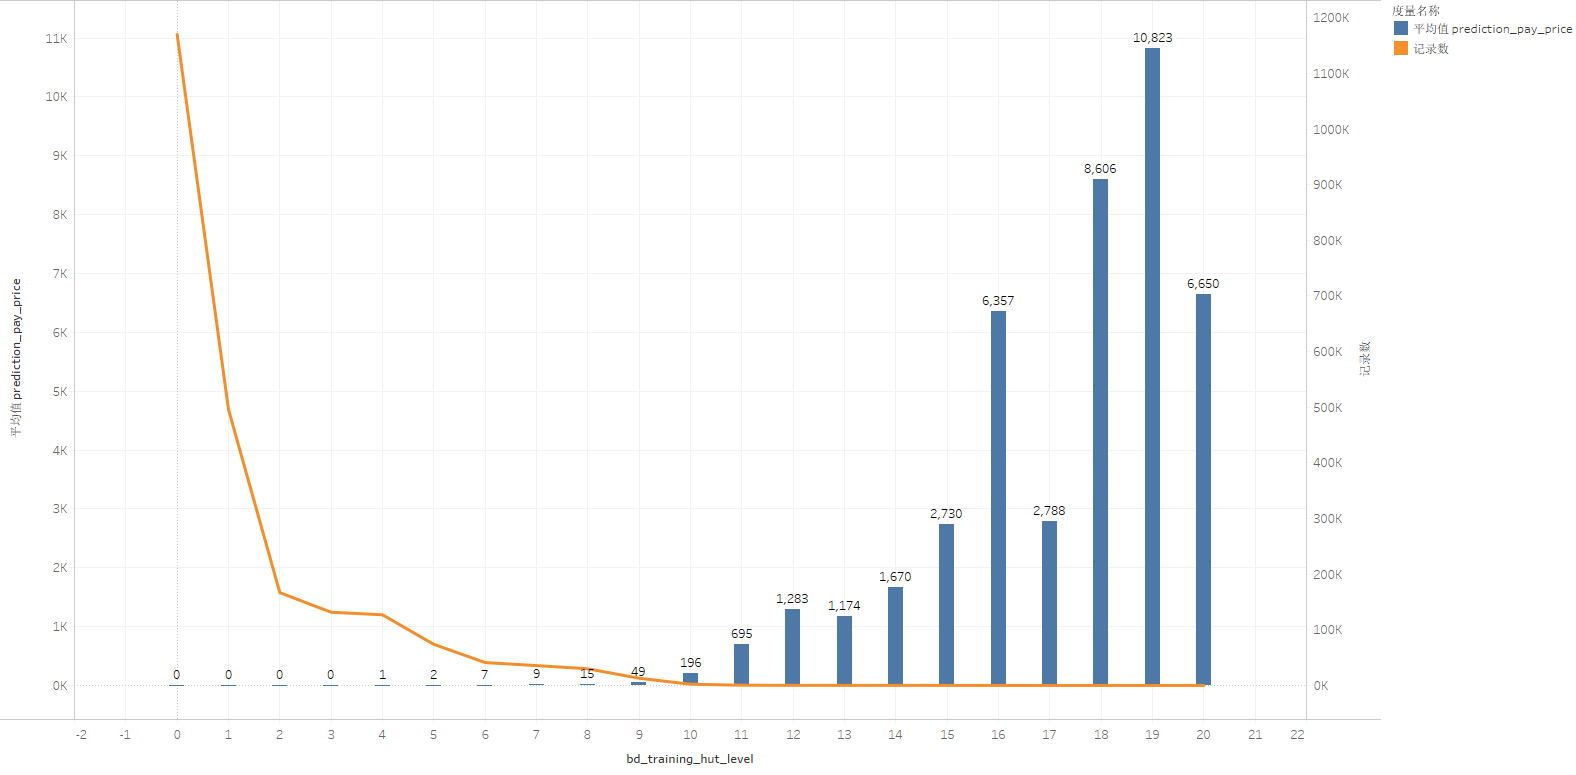 度量名称
平均值 prediction_pay_price
记录数
平均值 prediction_pay_price
11K
10K
9K
8K
7K
6K
5K
4K
3K
2K
1K
0K
0
0
0
0
1
2
7
9
15
49
196
695
1,283
1,174
1,670
2,730
6,357
2,788
8,606
10,823
6,650
1200K
1100K
1000K
900K
800K
700K
600K
500K
400K
300K
200K
100K
0K
记录数
-2 -1 0 1 2 3 4 5 6 7 8 9 10 11 12 13 14 15 16 17 18 19 20 21 22
bd_training_hut_level